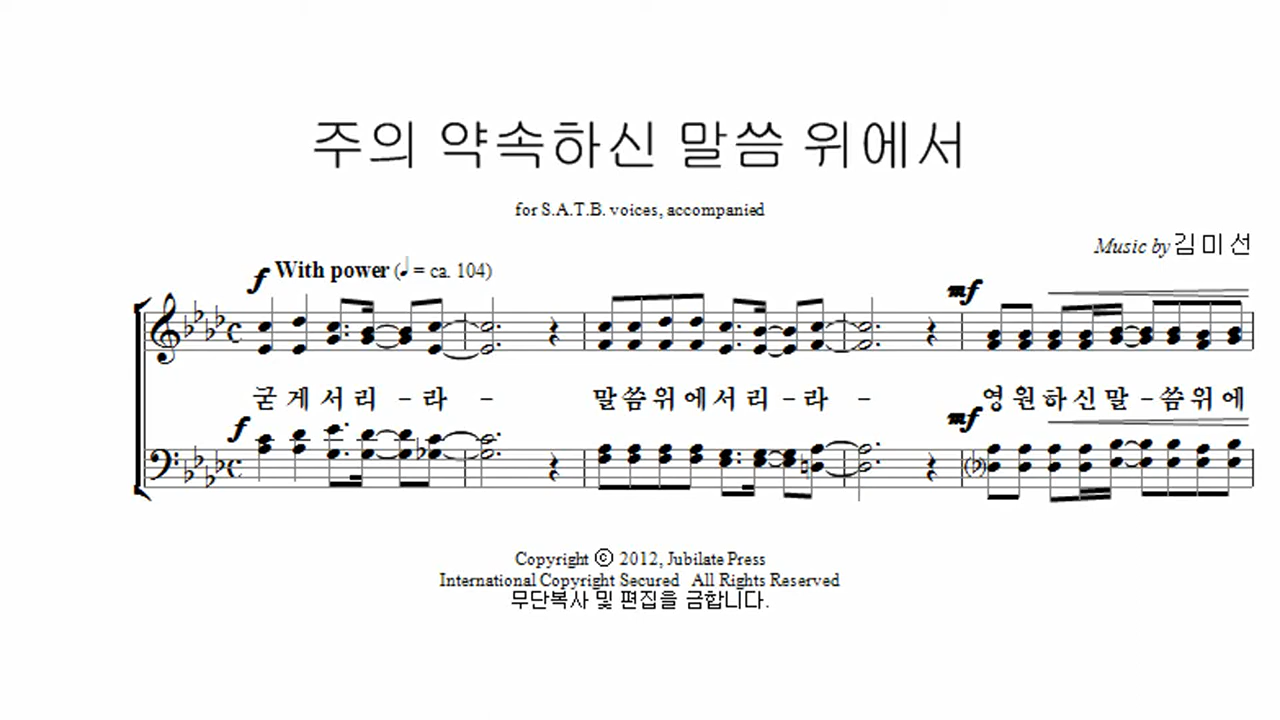 주의 약속하신 말씀 위에서
for S.A.T.B. voices, accompanied
Music by 김미선
f With power (♩ = ca. 104)
mf
굳게서리 - 라 - 말씀위에서리 - 라 - 영원하신말 - 씀위에
f
mf
Copyright © 2012, Jubilate Press
International Copyright Secured All Rights Reserved
무단복사 및 편집을 금합니다.